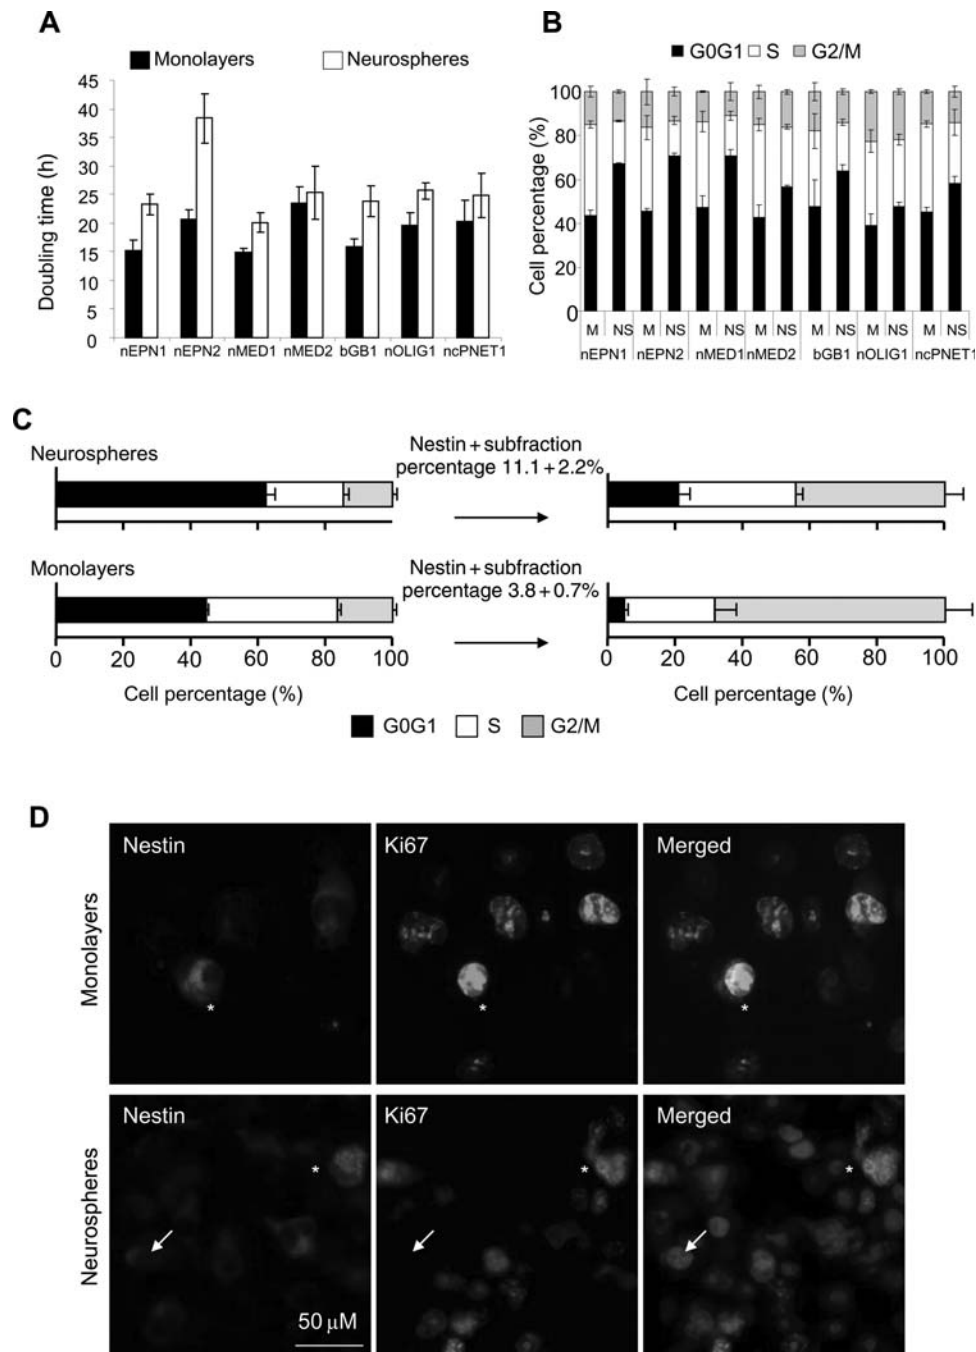 A
Monolayers
Neurospheres
45
40
35
30
25
20
15
10
5
0
Doubling time (h)
nEPN1 nEPN2 nMED1 nMED2 bGB1 nOLIG1 ncPNET1
B
G0G1 S G2/M
100
80
60
40
20
0
Cell percentage (%)
M NS M NS M NS M NS M NS M NS M NS
nEPN1 nEPN2 nMED1 nMED2 bGB1 nOLIG1 ncPNET1
C
Neurospheres
Nestin + subfraction
percentage 11.1 + 2.2%
Monolayers
Nestin + subfraction
percentage 3.8 + 0.7%
0 20 40 60 80 100
Cell percentage (%)
0 20 40 60 80 100
Cell percentage (%)
G0G1 S G2/M
D
Monolayers
Nestin
Ki67
Merged
*
*
*
Neurospheres
Nestin
Ki67
Merged
*
*
*
50 µM